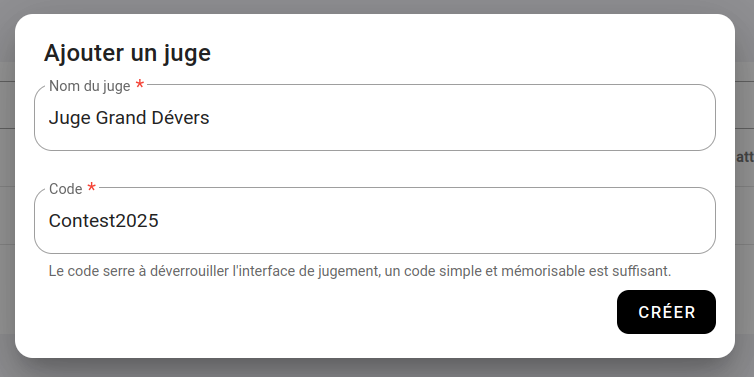 Ajouter un juge
Nom du juge *
Juge Grand Dévers
att
Code *
Contest2025
Le code serre à déverrouiller l'interface de jugement, un code simple et mémorisable est suffisant.
CRÉER